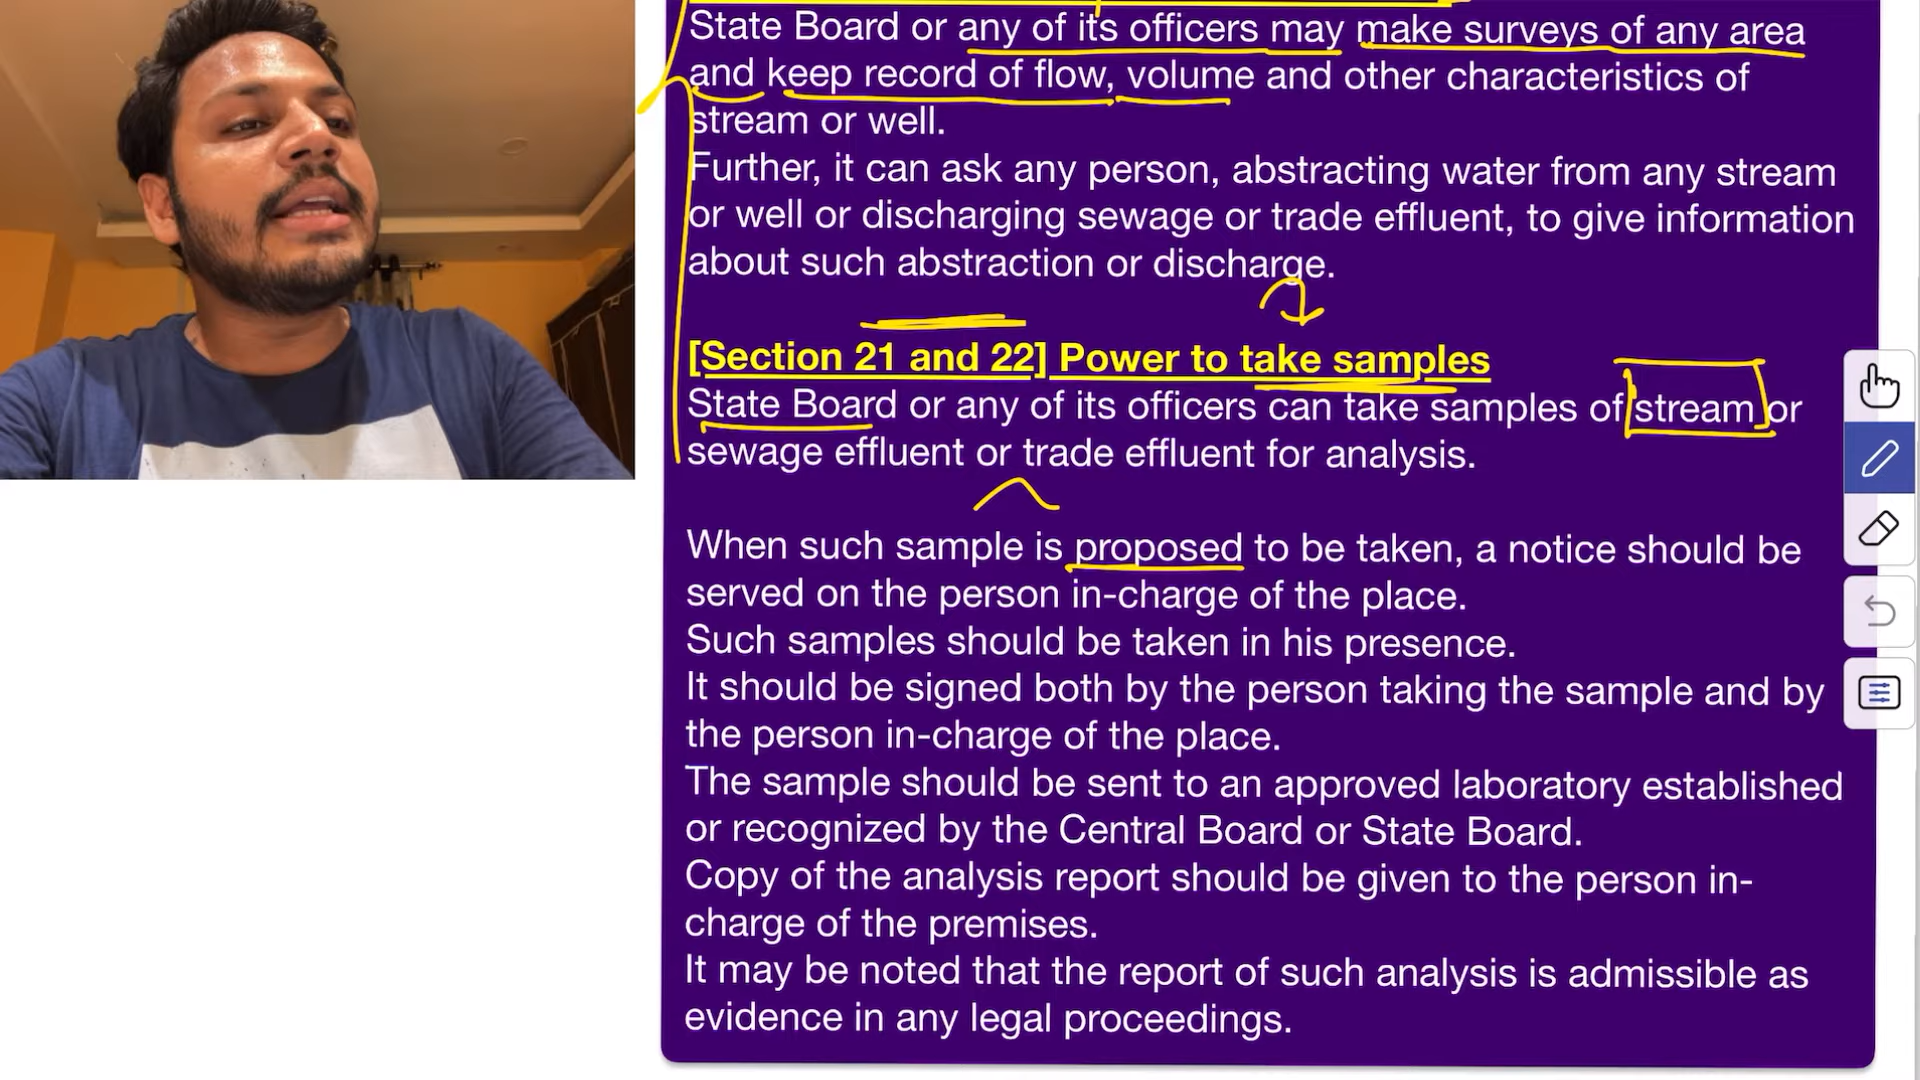 State Board or any of its officers may make surveys of any area
and keep record of flow, volume and other characteristics of
stream or well.
Further, it can ask any person, abstracting water from any stream
or well or discharging sewage or trade effluent, to give information
about such abstraction or discharge.
[Section 21 and 22] Power to take samples
State Board or any of its officers can take samples of stream or
sewage effluent or trade effluent for analysis.
When such sample is proposed to be taken, a notice should be
served on the person in-charge of the place.
Such samples should be taken in his presence.
It should be signed both by the person taking the sample and by
the person in-charge of the place.
The sample should be sent to an approved laboratory established
or recognized by the Central Board or State Board.
Copy of the analysis report should be given to the person in-
charge of the premises.
It may be noted that the report of such analysis is admissible as
evidence in any legal proceedings.